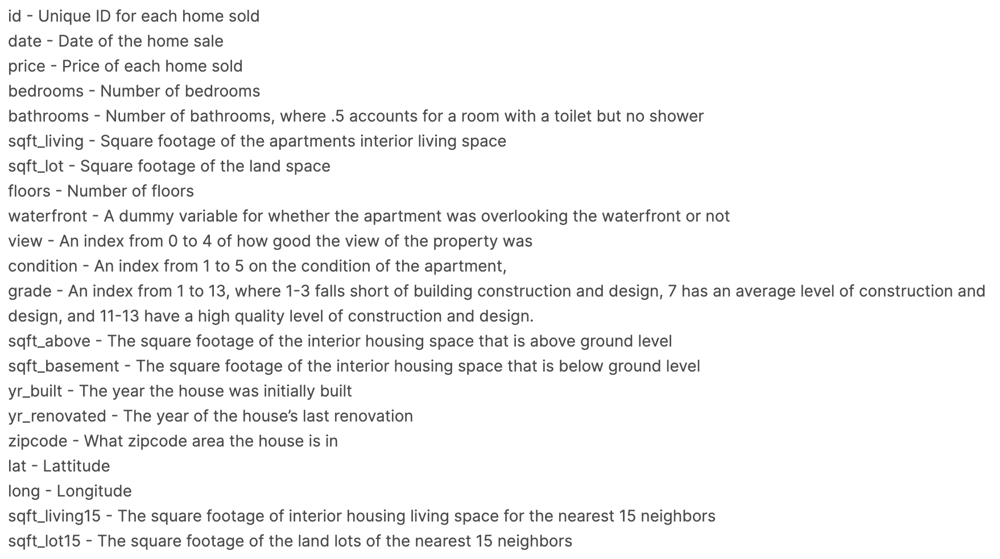 id - Unique ID for each home sold
date - Date of the home sale
price - Price of each home sold
bedrooms - Number of bedrooms
bathrooms - Number of bathrooms, where .5 accounts for a room with a toilet but no shower
sqft_living - Square footage of the apartments interior living space
sqft_lot - Square footage of the land space
floors - Number of floors
waterfront - A dummy variable for whether the apartment was overlooking the waterfront or not
view - An index from 0 to 4 of how good the view of the property was
condition - An index from 1 to 5 on the condition of the apartment,
grade - An index from 1 to 13, where 1-3 falls short of building construction and design, 7 has an average level of construction and
design, and 11-13 have a high quality level of construction and design.
sqft_above - The square footage of the interior housing space that is above ground level
sqft_basement - The square footage of the interior housing space that is below ground level
yr_built - The year the house was initially built
yr_renovated - The year of the house’s last renovation
zipcode - What zipcode area the house is in
lat - Lattitude
long - Longitude
sqft_living15 - The square footage of interior housing living space for the nearest 15 neighbors
sqft_lot15 - The square footage of the land lots of the nearest 15 neighbors